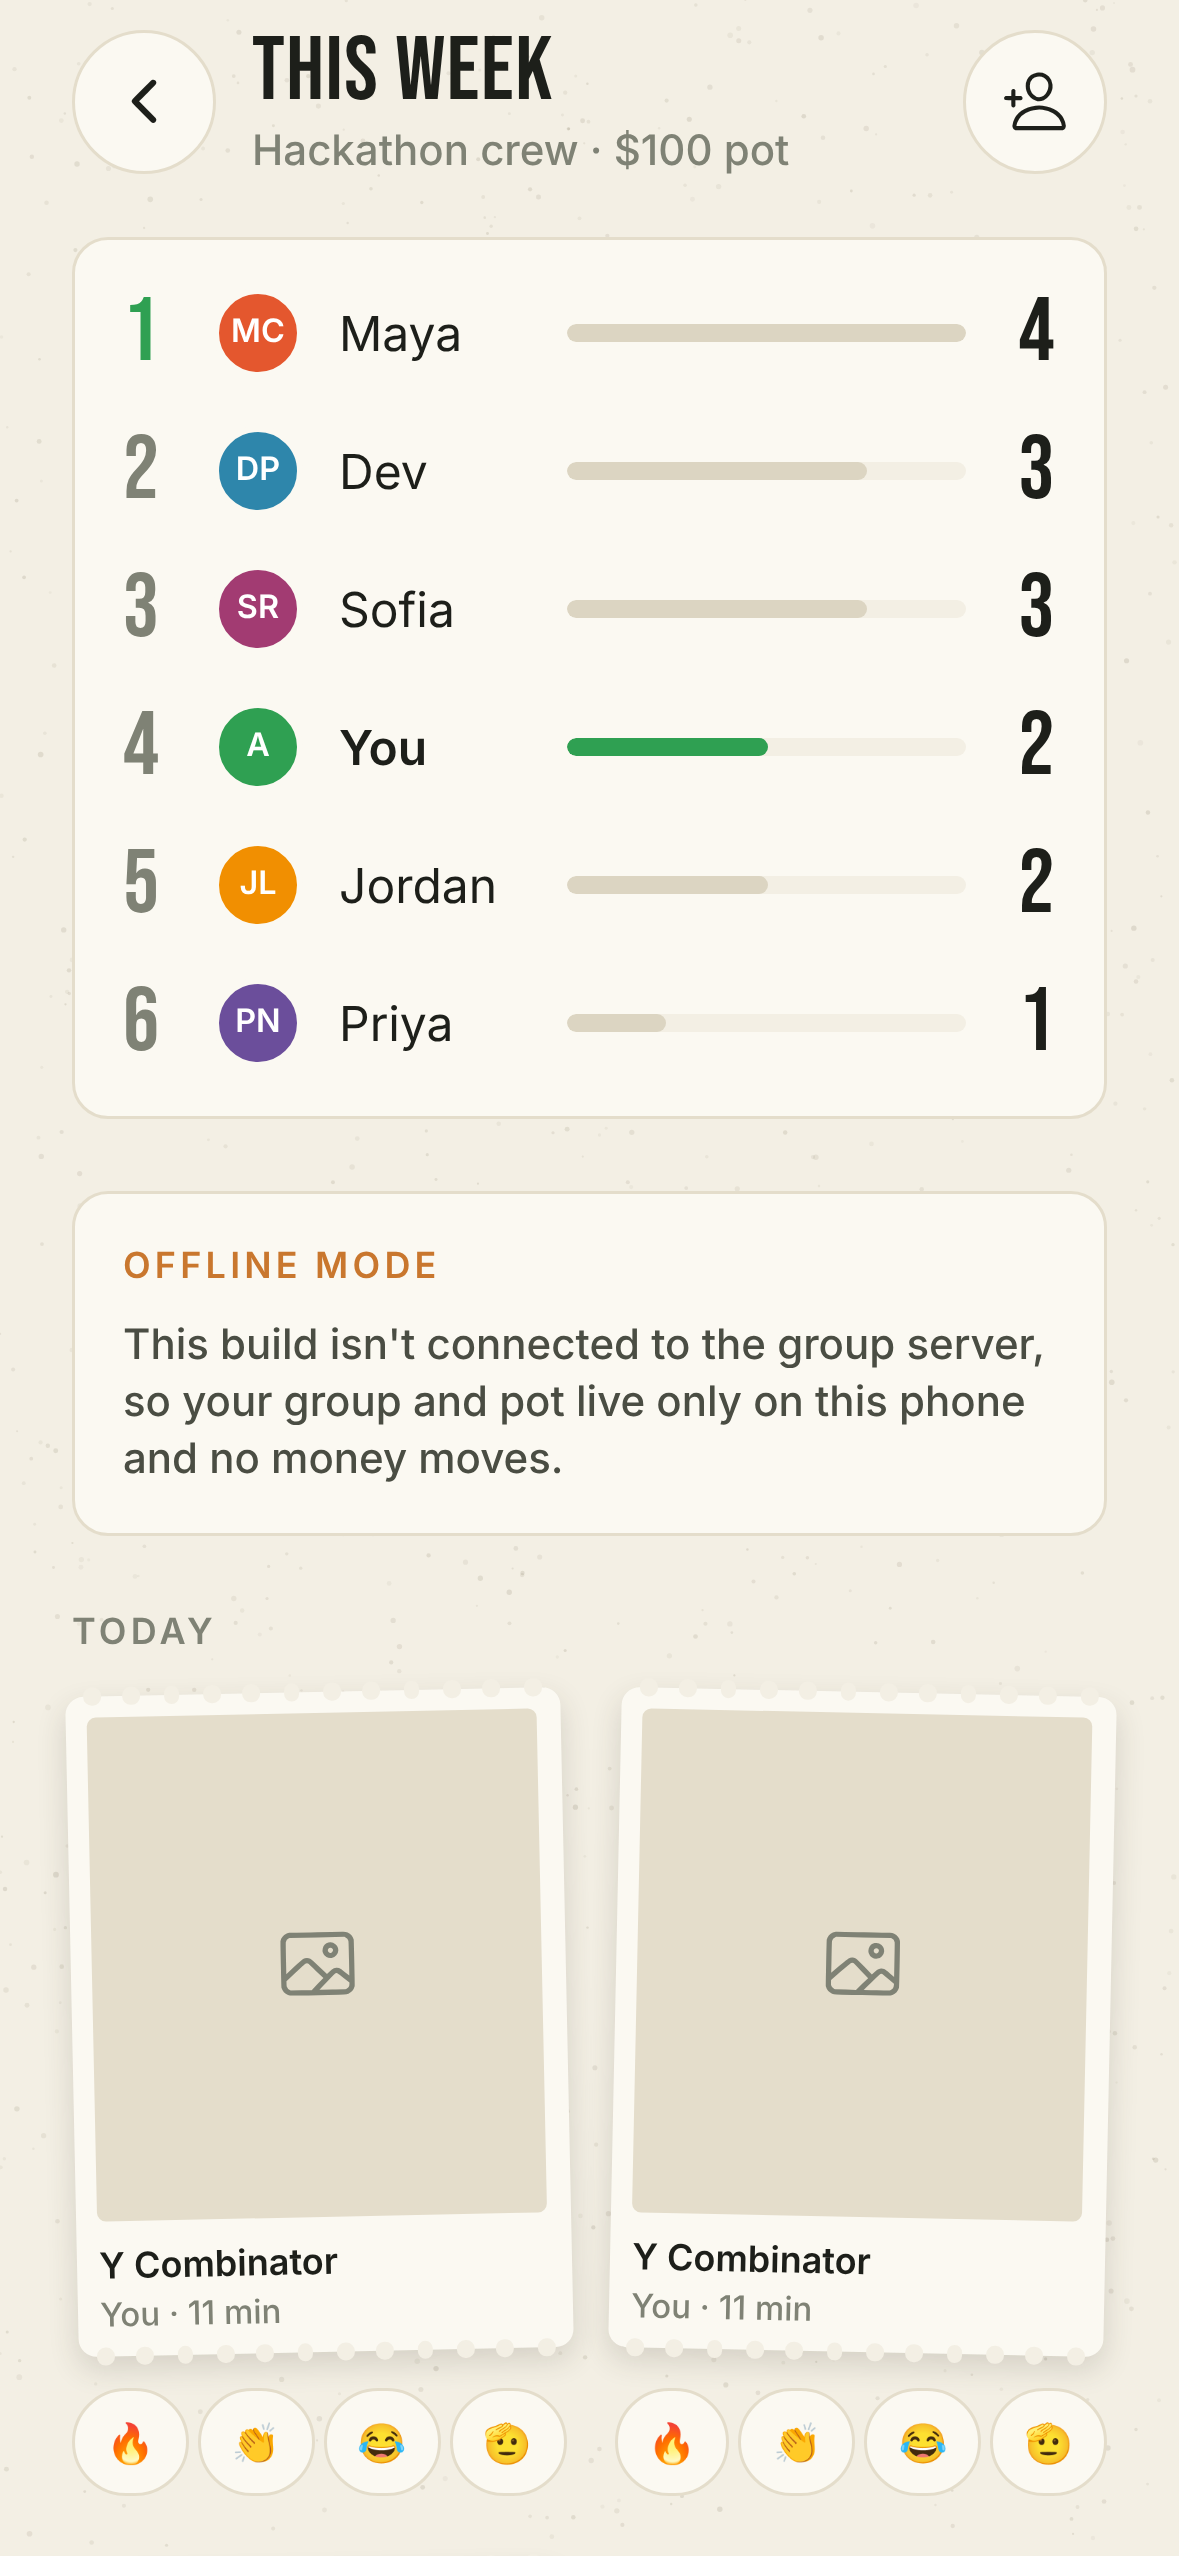 THIS WEEK
Hackathon crew · $100 pot
1 MC Maya 4
2 DP Dev 3
3 SR Sofia 3
4 A You 2
5 JL Jordan 2
6 PN Priya 1
OFFLINE MODE
This build isn't connected to the group server,
so your group and pot live only on this phone
and no money moves.
TODAY
Y Combinator
You · 11 min
Y Combinator
You · 11 min